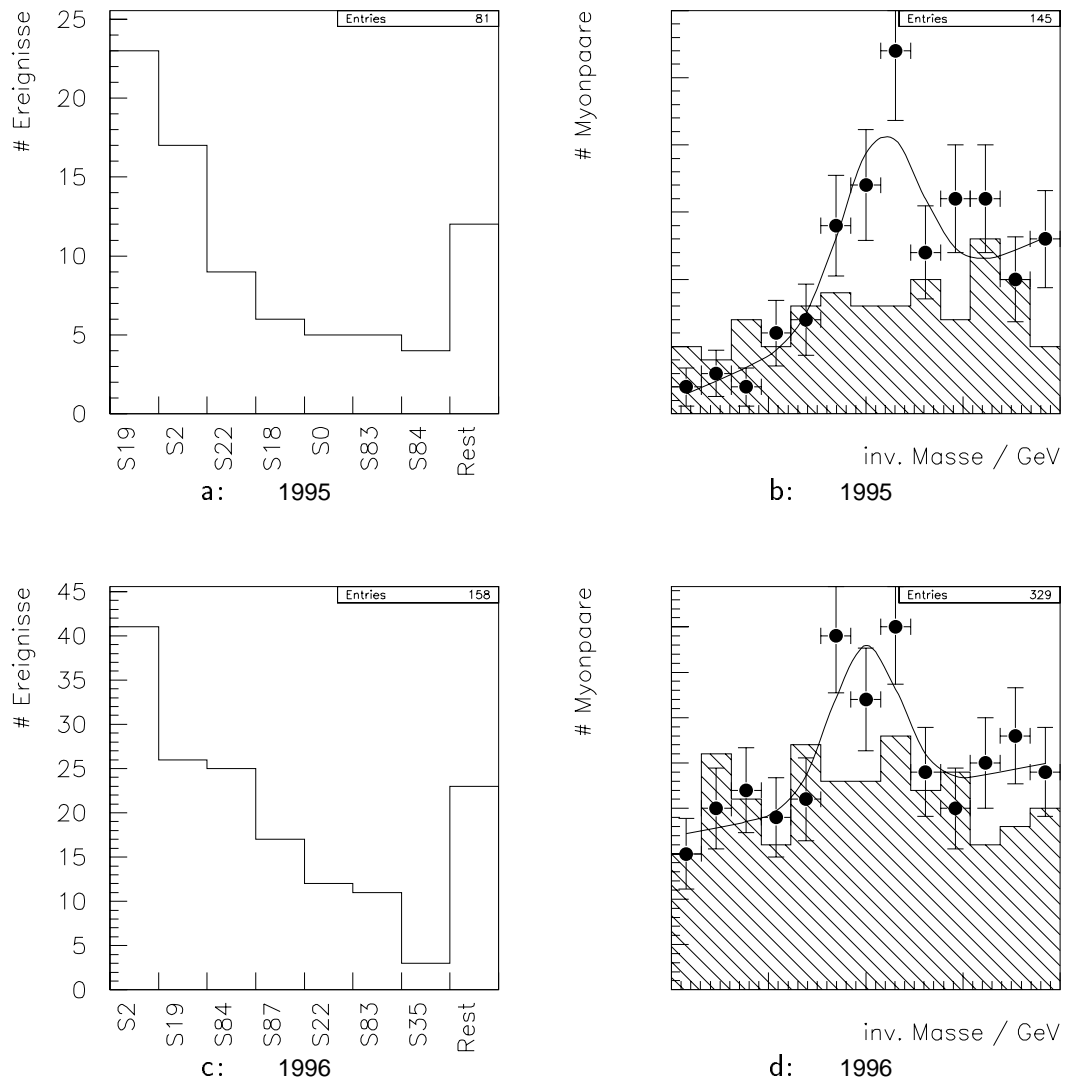 # Ereignisse
Entries 81
25
20
15
10
5
0
S19 S2 S22 S18 S0 S83 S84 Rest
a: 1995
# Myonpaare
Entries 145
inv. Masse / GeV
b: 1995
# Ereignisse
Entries 158
45
40
35
30
25
20
15
10
5
0
S2 S19 S84 S87 S22 S83 S35 Rest
c: 1996
# Myonpaare
Entries 329
inv. Masse / GeV
d: 1996